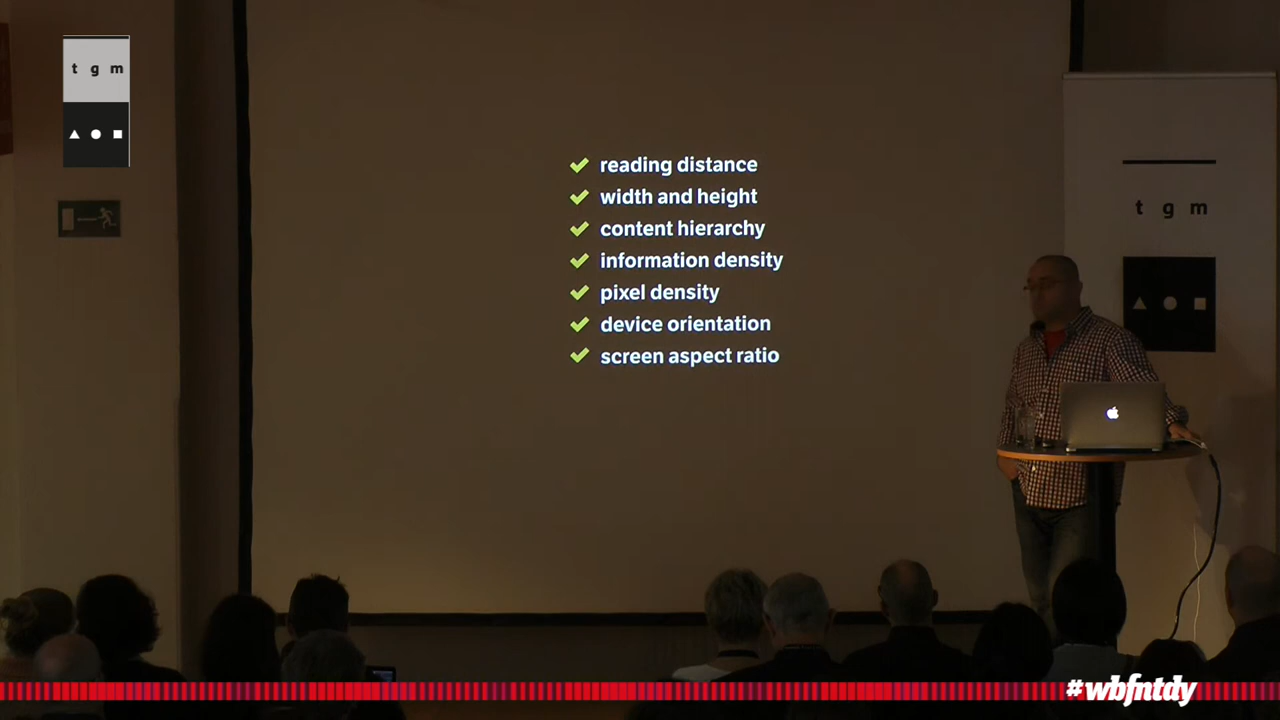 t g m
reading distance
width and height
content hierarchy
information density
pixel density
device orientation
screen aspect ratio
t g m
#wbfntdy